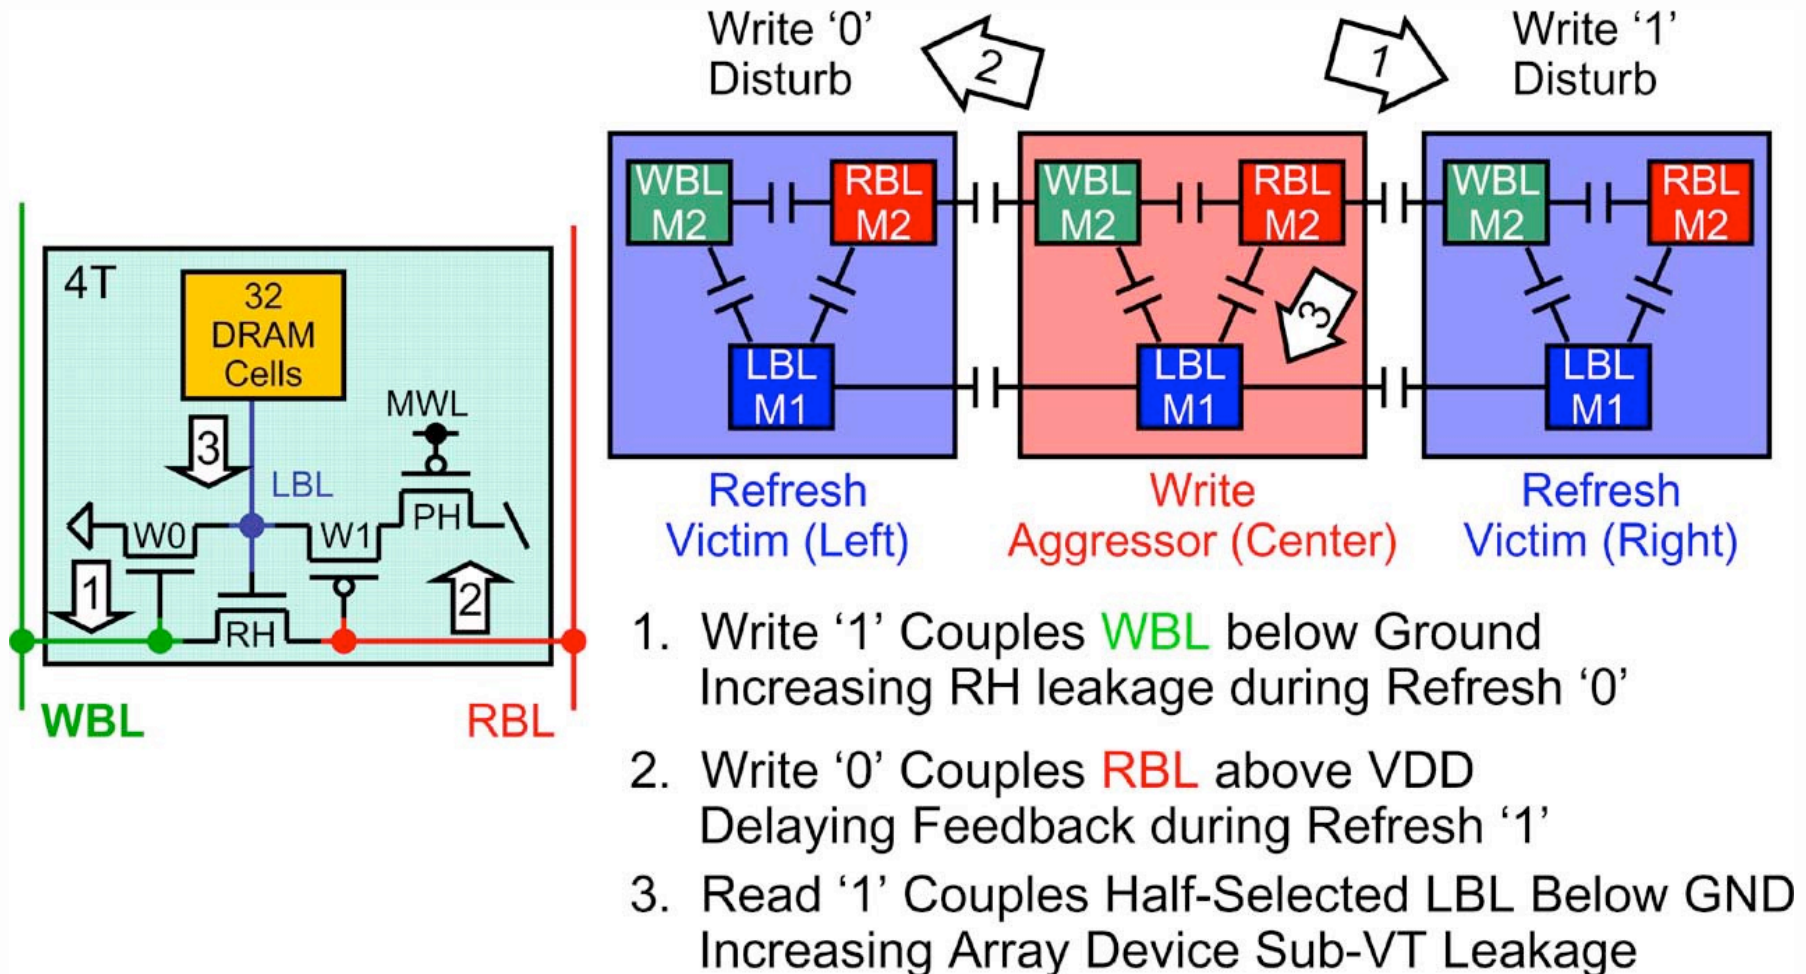 Write ‘0’
Disturb
2
1
Write ‘1’
Disturb
WBL
M2
RBL
M2
WBL
M2
RBL
M2
WBL
M2
RBL
M2
3
LBL
M1
LBL
M1
LBL
M1
Refresh
Victim (Left)
Write
Aggressor (Center)
Refresh
Victim (Right)
4T
32
DRAM
Cells
MWL
3
LBL
W0
W1
PH
1
2
RH
WBL
RBL
1. Write ‘1’ Couples WBL below Ground
Increasing RH leakage during Refresh ‘0’
2. Write ‘0’ Couples RBL above VDD
Delaying Feedback during Refresh ‘1’
3. Read ‘1’ Couples Half-Selected LBL Below GND
Increasing Array Device Sub-VT Leakage